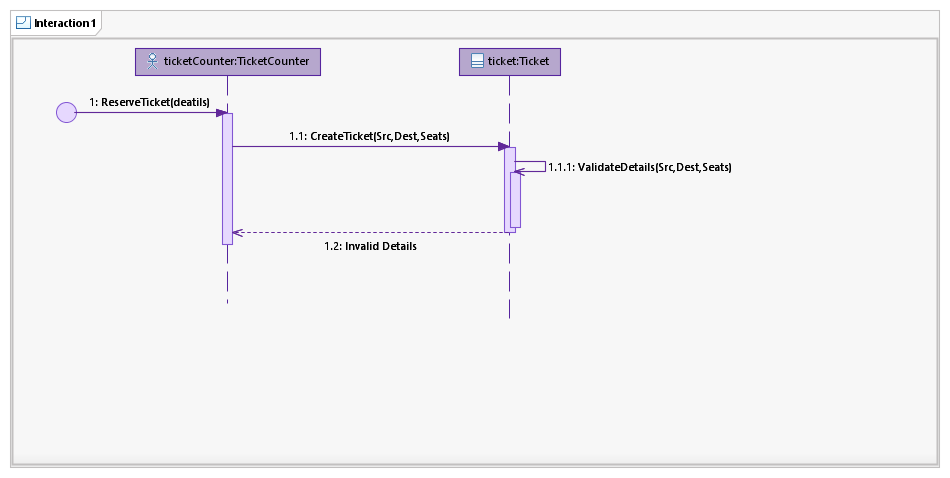 Interaction1
ticketCounter:TicketCounter
ticket:Ticket
1: ReserveTicket(deatils)
1.1: CreateTicket(Src,Dest,Seats)
1.1.1: ValidateDetails(Src,Dest,Seats)
1.2: Invalid Details